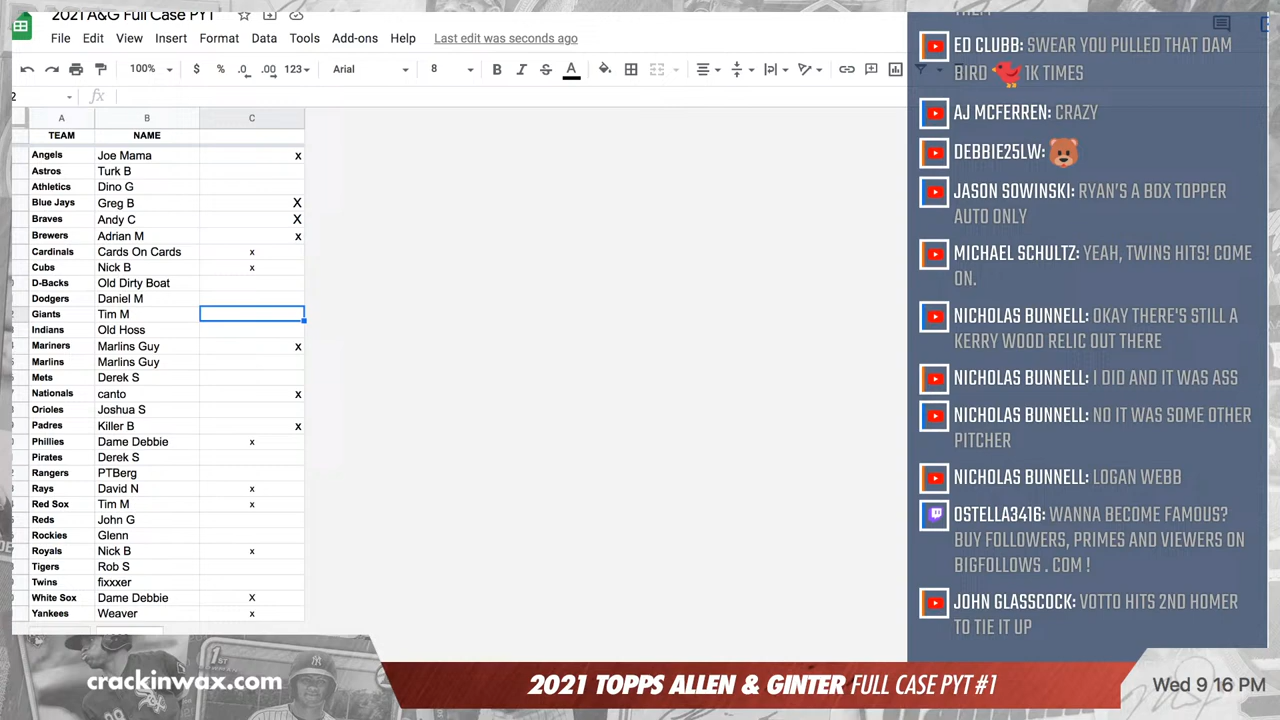 2021 A&G Full Case PYT
File Edit View Insert Format Data Tools Add-ons Help Last edit was seconds ago
100% $ % .0 .00 123 Arial 8 B I S A
2 fx
A B C
TEAM NAME
Angels Joe Mama x
Astros Turk B
Athletics Dino G
Blue Jays Greg B X
Braves Andy C X
Brewers Adrian M x
Cardinals Cards On Cards x
Cubs Nick B x
D-Backs Old Dirty Boat
Dodgers Daniel M
Giants Tim M
Indians Old Hoss
Mariners Marlins Guy x
Marlins Marlins Guy
Mets Derek S
Nationals canto x
Orioles Joshua S
Padres Killer B x
Phillies Dame Debbie x
Pirates Derek S
Rangers PTBerg
Rays David N x
Red Sox Tim M x
Reds John G
Rockies Glenn
Royals Nick B x
Tigers Rob S
Twins fixxxer
White Sox Dame Debbie X
Yankees Weaver x
ED CLUBB: SWEAR YOU PULLED THAT DAM
BIRD 1K TIMES
AJ MCFERREN: CRAZY
DEBBIE25LW:
JASON SOWINSKI: RYAN'S A BOX TOPPER
AUTO ONLY
MICHAEL SCHULTZ: YEAH, TWINS HITS! COME
ON.
NICHOLAS BUNNELL: OKAY THERE'S STILL A
KERRY WOOD RELIC OUT THERE
NICHOLAS BUNNELL: I DID AND IT WAS ASS
NICHOLAS BUNNELL: NO IT WAS SOME OTHER
PITCHER
NICHOLAS BUNNELL: LOGAN WEBB
OSTELLA3416: WANNA BECOME FAMOUS?
BUY FOLLOWERS, PRIMES AND VIEWERS ON
BIGFOLLOWS . COM !
JOHN GLASSCOCK: VOTTO HITS 2ND HOMER
TO TIE IT UP
crackinwax.com
2021 TOPPS ALLEN & GINTER FULL CASE PYT #1
Wed 9 16 PM